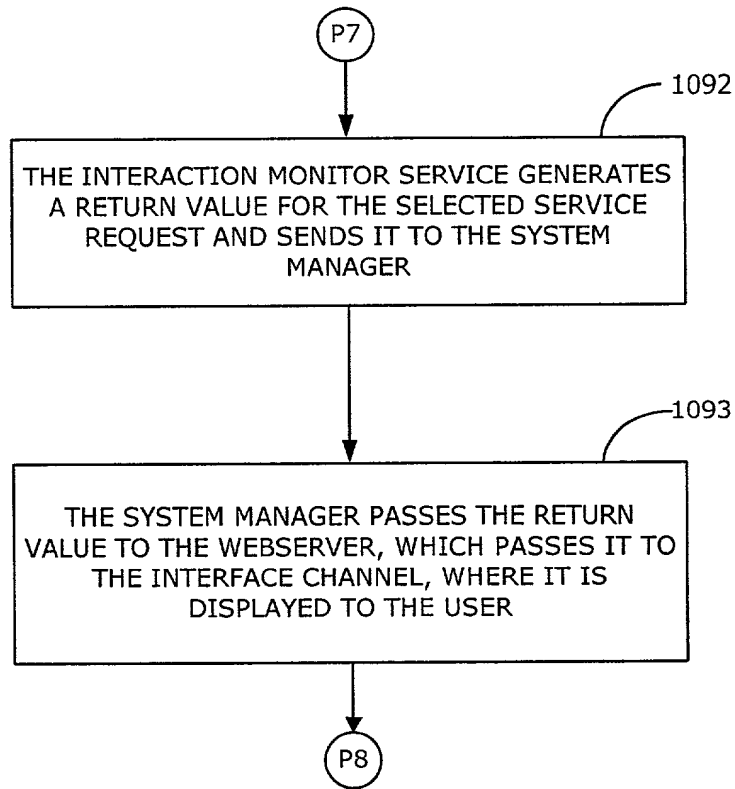 P7
1092
THE INTERACTION MONITOR SERVICE GENERATES
A RETURN VALUE FOR THE SELECTED SERVICE
REQUEST AND SENDS IT TO THE SYSTEM
MANAGER
1093
THE SYSTEM MANAGER PASSES THE RETURN
VALUE TO THE WEBSERVER, WHICH PASSES IT TO
THE INTERFACE CHANNEL, WHERE IT IS
DISPLAYED TO THE USER
P8